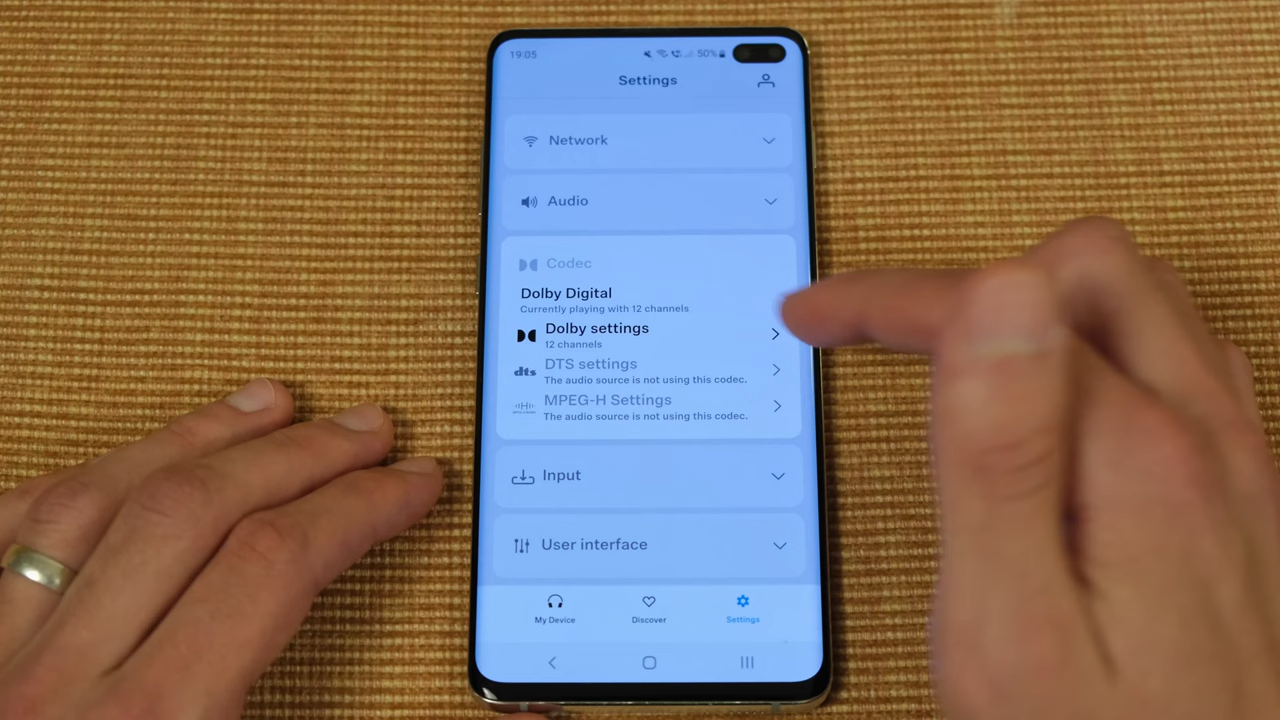 19:05 50%
Settings
Network
Audio
Codec
Dolby Digital
Currently playing with 12 channels
Dolby settings
12 channels
dts DTS settings
The audio source is not using this codec.
MPEG-H Settings
The audio source is not using this codec.
Input
User interface
My Device Discover Settings